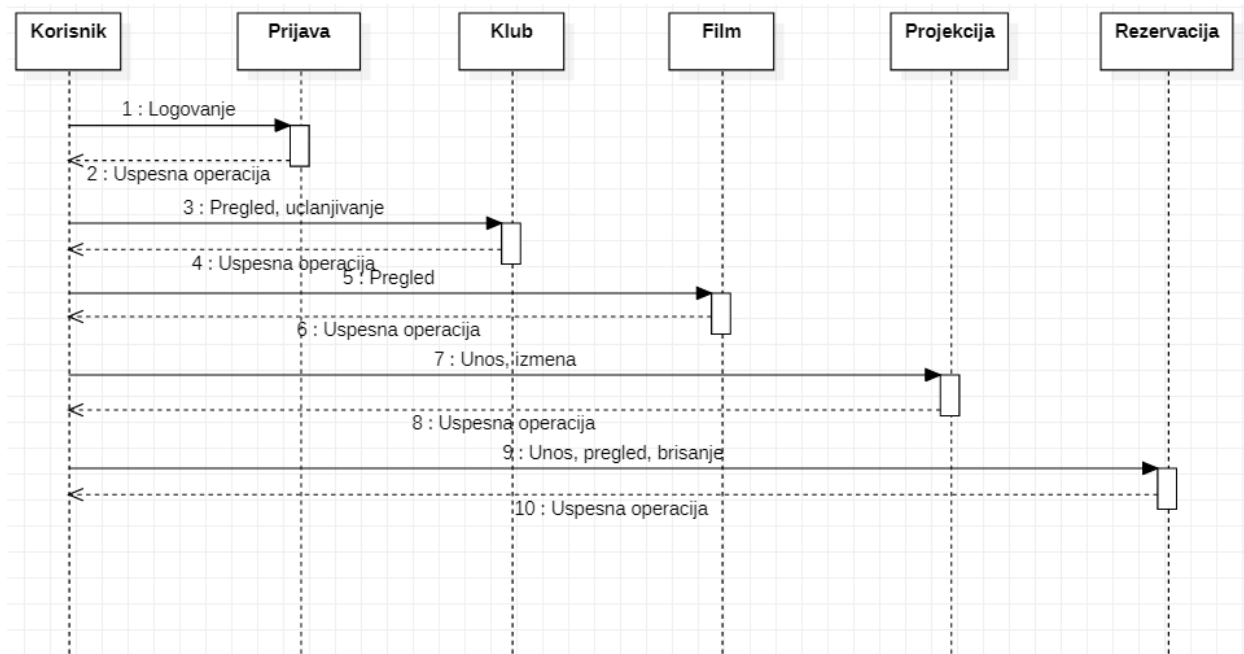 Korisnik
Prijava
Klub
Film
Projekcija
Rezervacija
1 : Logovanje
2 : Uspesna operacija
3 : Pregled, uclanjivanje
4 : Uspesna operacija
5 : Pregled
6 : Uspesna operacija
7 : Unos, izmena
8 : Uspesna operacija
9 : Unos, pregled, brisanje
10 : Uspesna operacija